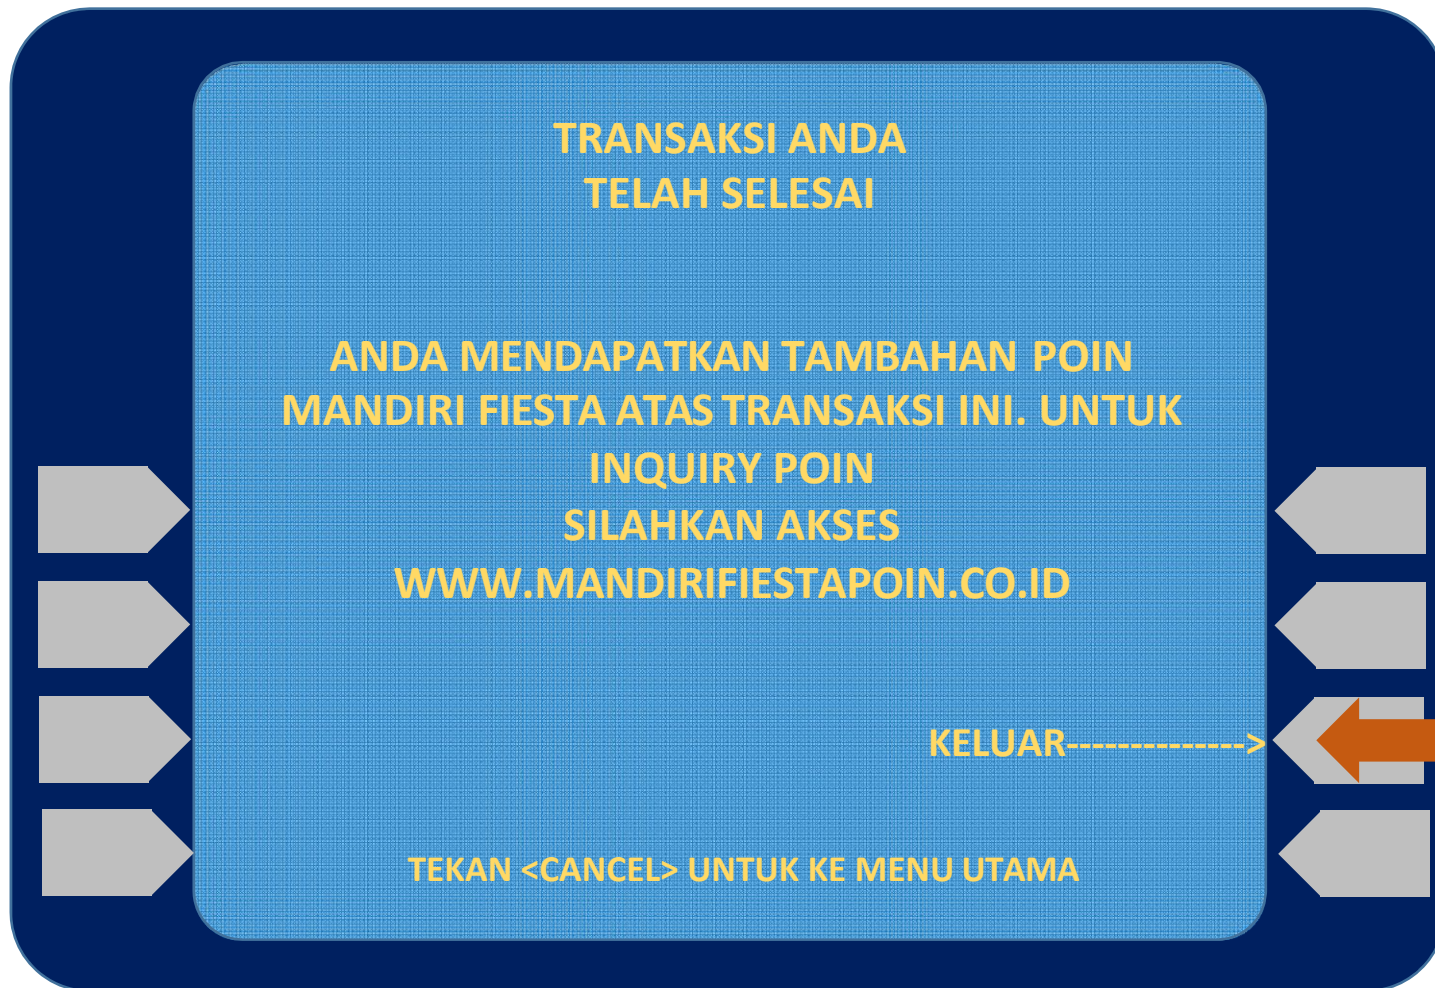 TRANSAKSI ANDA
TELAH SELESAI
ANDA MENDAPATKAN TAMBAHAN POIN
MANDIRI FIESTA ATAS TRANSAKSI INI. UNTUK
INQUIRY POIN
SILAHKAN AKSES
WWW.MANDIRIFIESTAPOIN.CO.ID
KELUAR-------------->
TEKAN <CANCEL> UNTUK KE MENU UTAMA